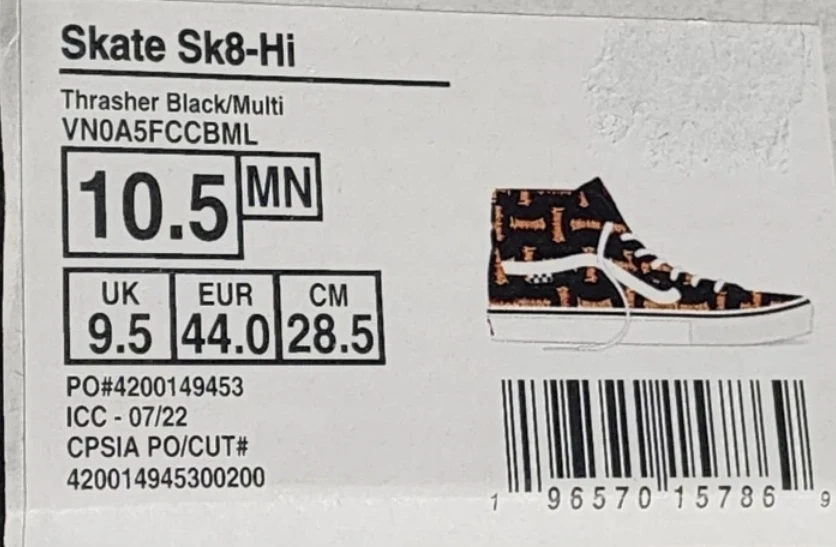 Skate Sk8-Hi
Thrasher Black/Multi
VN0A5FCCBML
10.5 MN
UK EUR CM
9.5 44.0 28.5
PO#4200149453
ICC - 07/22
CPSIA PO/CUT#
420014945300200
1 96570 15786 9